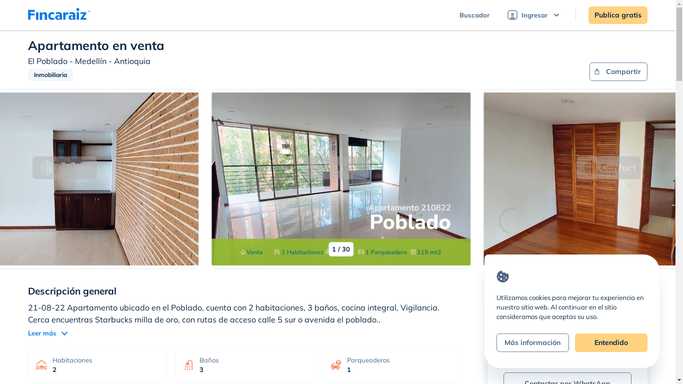 Fincaraiz
Buscador
Ingresar
Publica gratis
Apartamento en venta
El Poblado - Medellín - Antioquia
Inmobiliaria
Compartir
Apartamento 210822
Poblado
Venta
Habitaciones
1 Parqueadero
115 mt2
1 / 30
Descripción general
21-08-22 Apartamento ubicado en el Poblado, cuenta con 2 habitaciones, 3 baños, cocina integral. Vigilancia.
Cerca encuentras Starbucks milla de oro, con rutas de acceso calle 5 sur o avenida el poblado..
Leer más
Habitaciones
2
Baños
3
Parqueaderos
1
Utilizamos cookies para mejorar tu experiencia en
nuestro sitio web. Al continuar en el sitio
consideramos que aceptas su uso.
Más información
Entendido
Contactar por WhatsApp